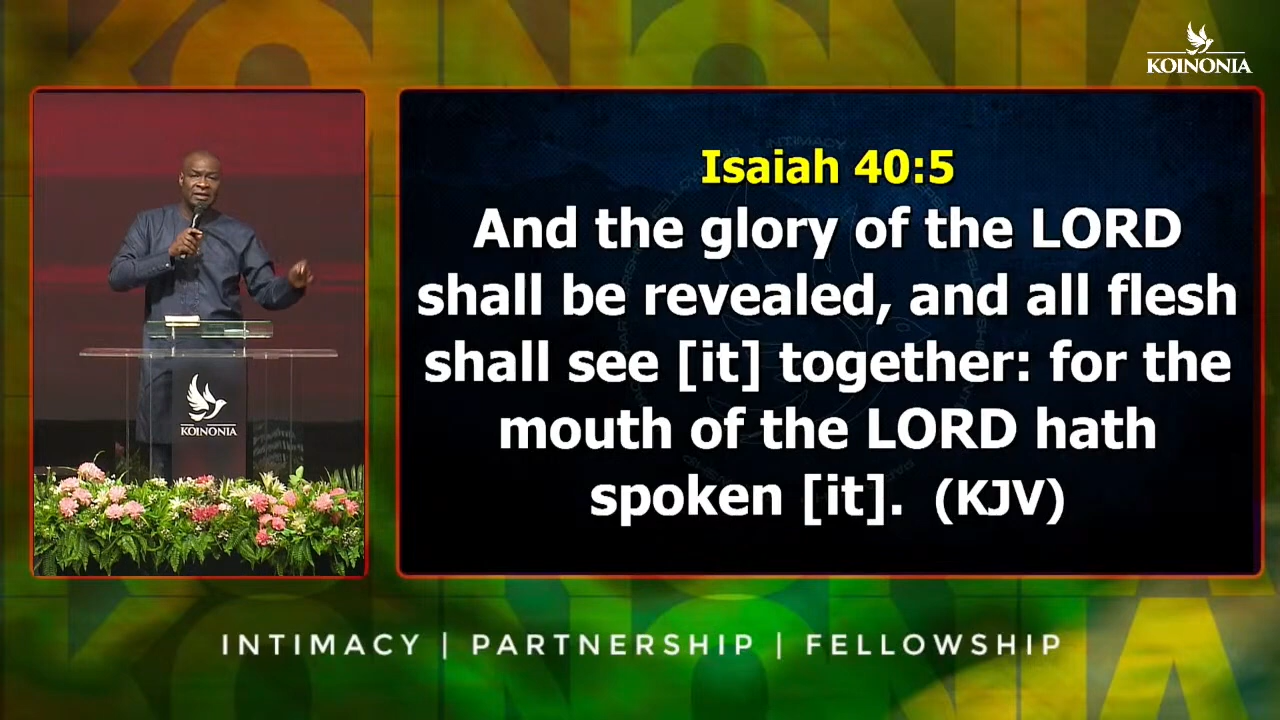 KOINONIA
Isaiah 40:5
And the glory of the LORD
shall be revealed, and all flesh
shall see [it] together: for the
mouth of the LORD hath
spoken [it]. (KJV)
KOINONIA
INTIMACY | PARTNERSHIP | FELLOWSHIP